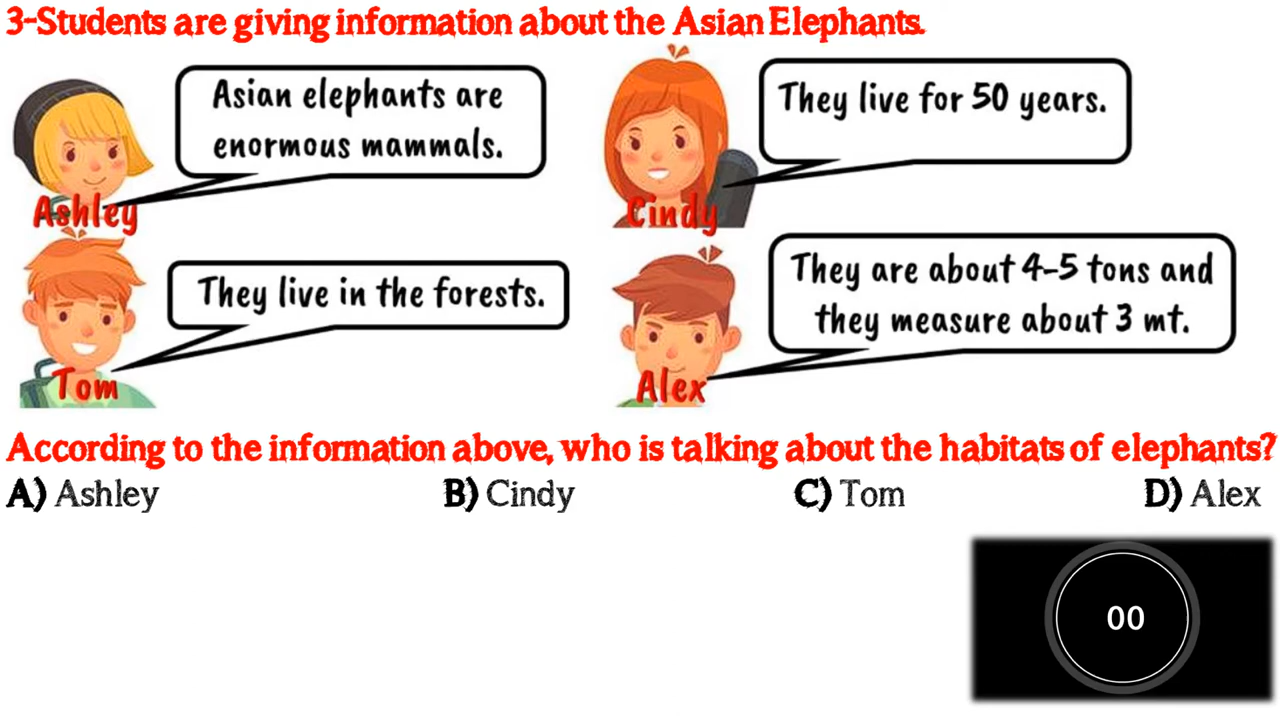 3-Students are giving information about the Asian Elephants.
Asian elephants are
enormous mammals.
Ashley
They live for 50 years.
Cindy
They live in the forests.
Tom
They are about 4-5 tons and
they measure about 3 mt.
Alex
According to the information above, who is talking about the habitats of elephants?
A) Ashley B) Cindy C) Tom D) Alex
00